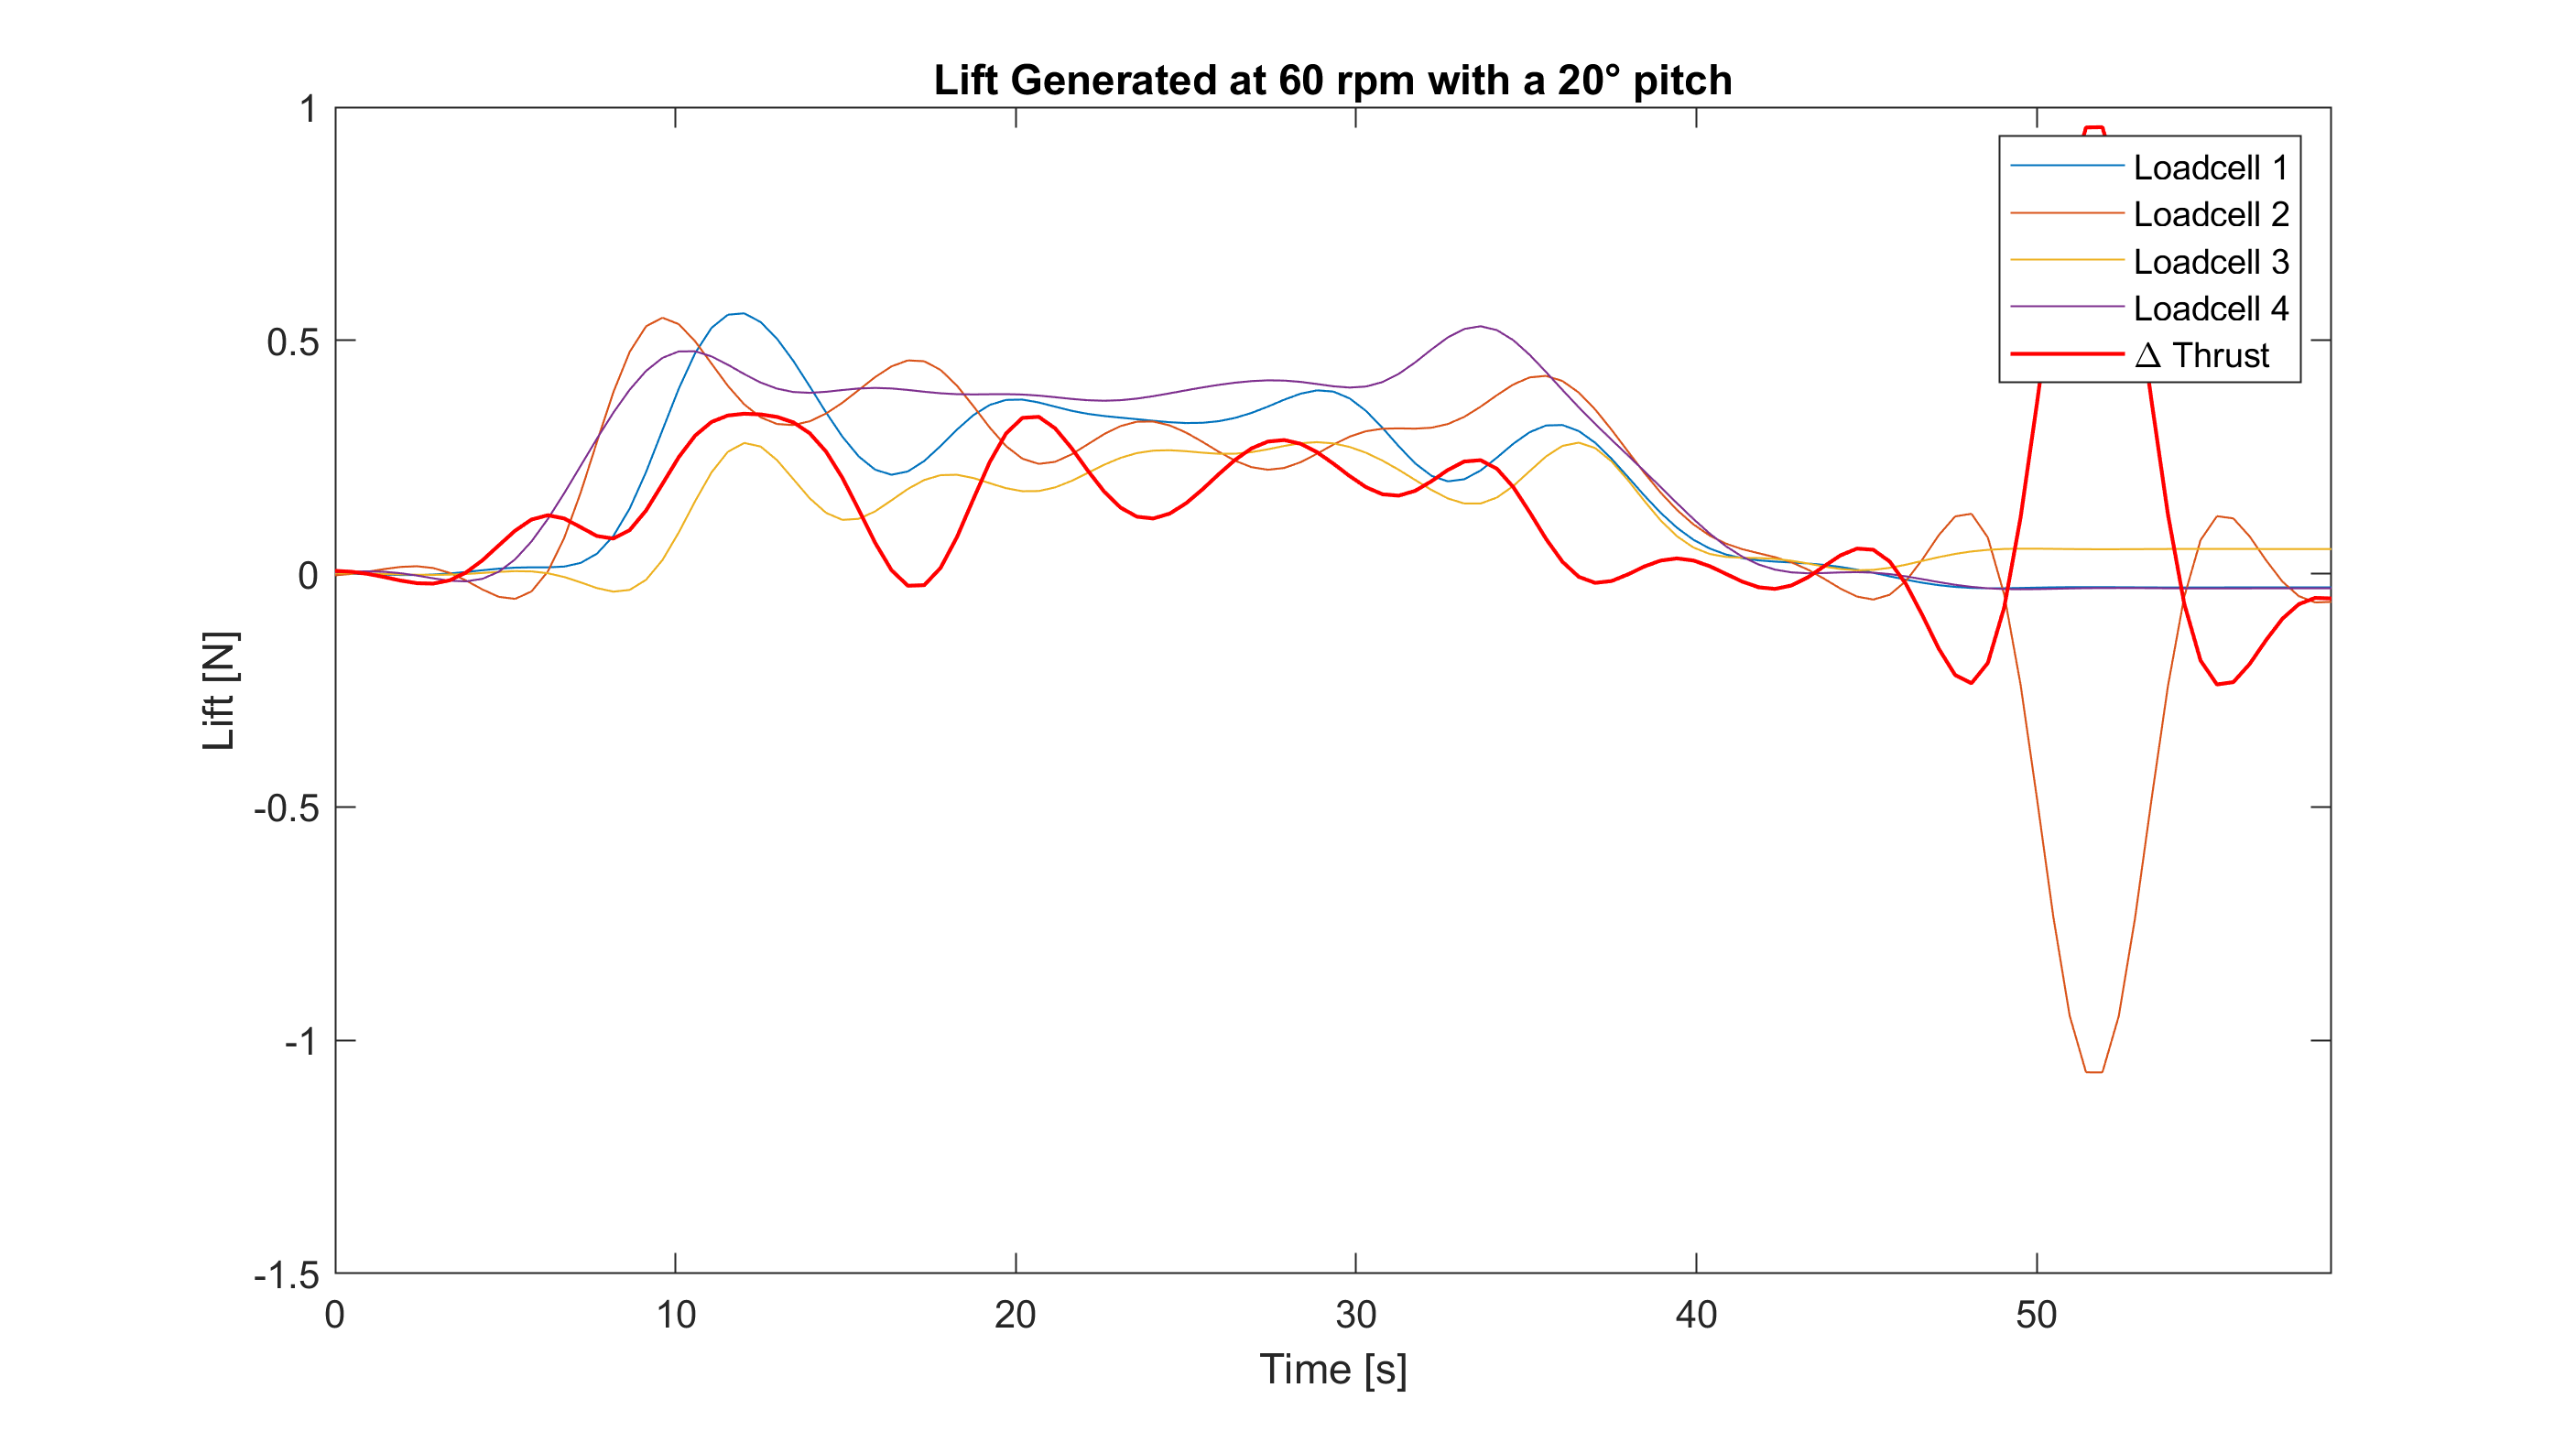 Lift Generated at 60 rpm with a 20° pitch
1
0.5
0
-0.5
-1
-1.5
Lift [N]
0 10 20 30 40 50
Time [s]
Loadcell 1
Loadcell 2
Loadcell 3
Loadcell 4
Δ Thrust